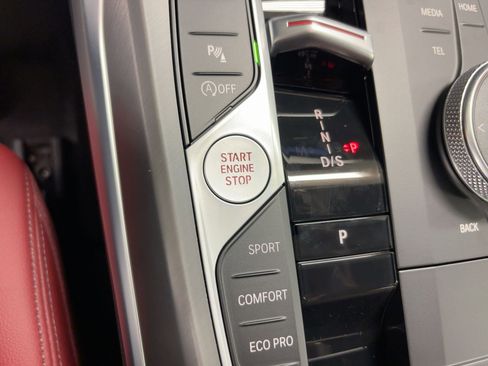 P
OFF
START
ENGINE
STOP
SPORT
COMFORT
ECO PRO
R
N
D/S
P
P
MEDIA
HOME
TEL
BACK